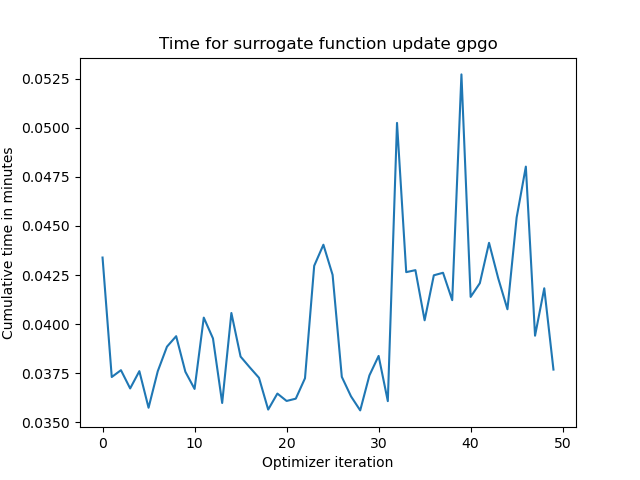 Time for surrogate function update gpgo
Cumulative time in minutes
0.0525
0.0500
0.0475
0.0450
0.0425
0.0400
0.0375
0.0350
0 10 20 30 40 50
Optimizer iteration